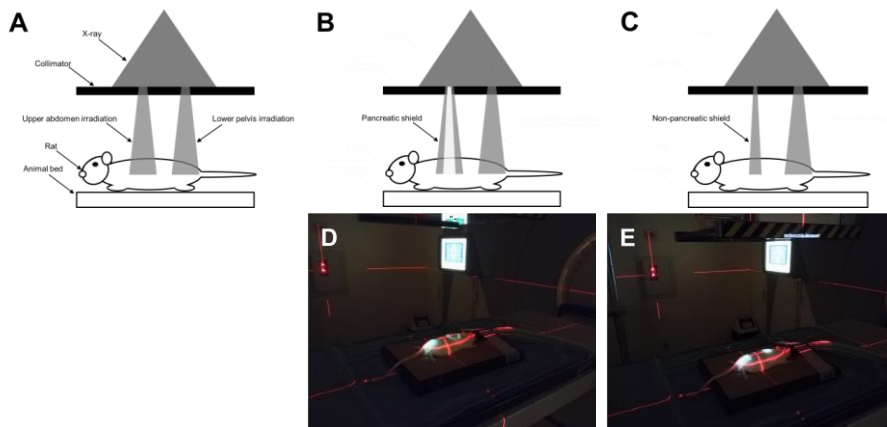 A
X-ray
Collimator
Upper abdomen irradiation
Lower pelvis irradiation
Rat
Animal bed
B
Pancreatic shield
C
Non-pancreatic shield
D
E